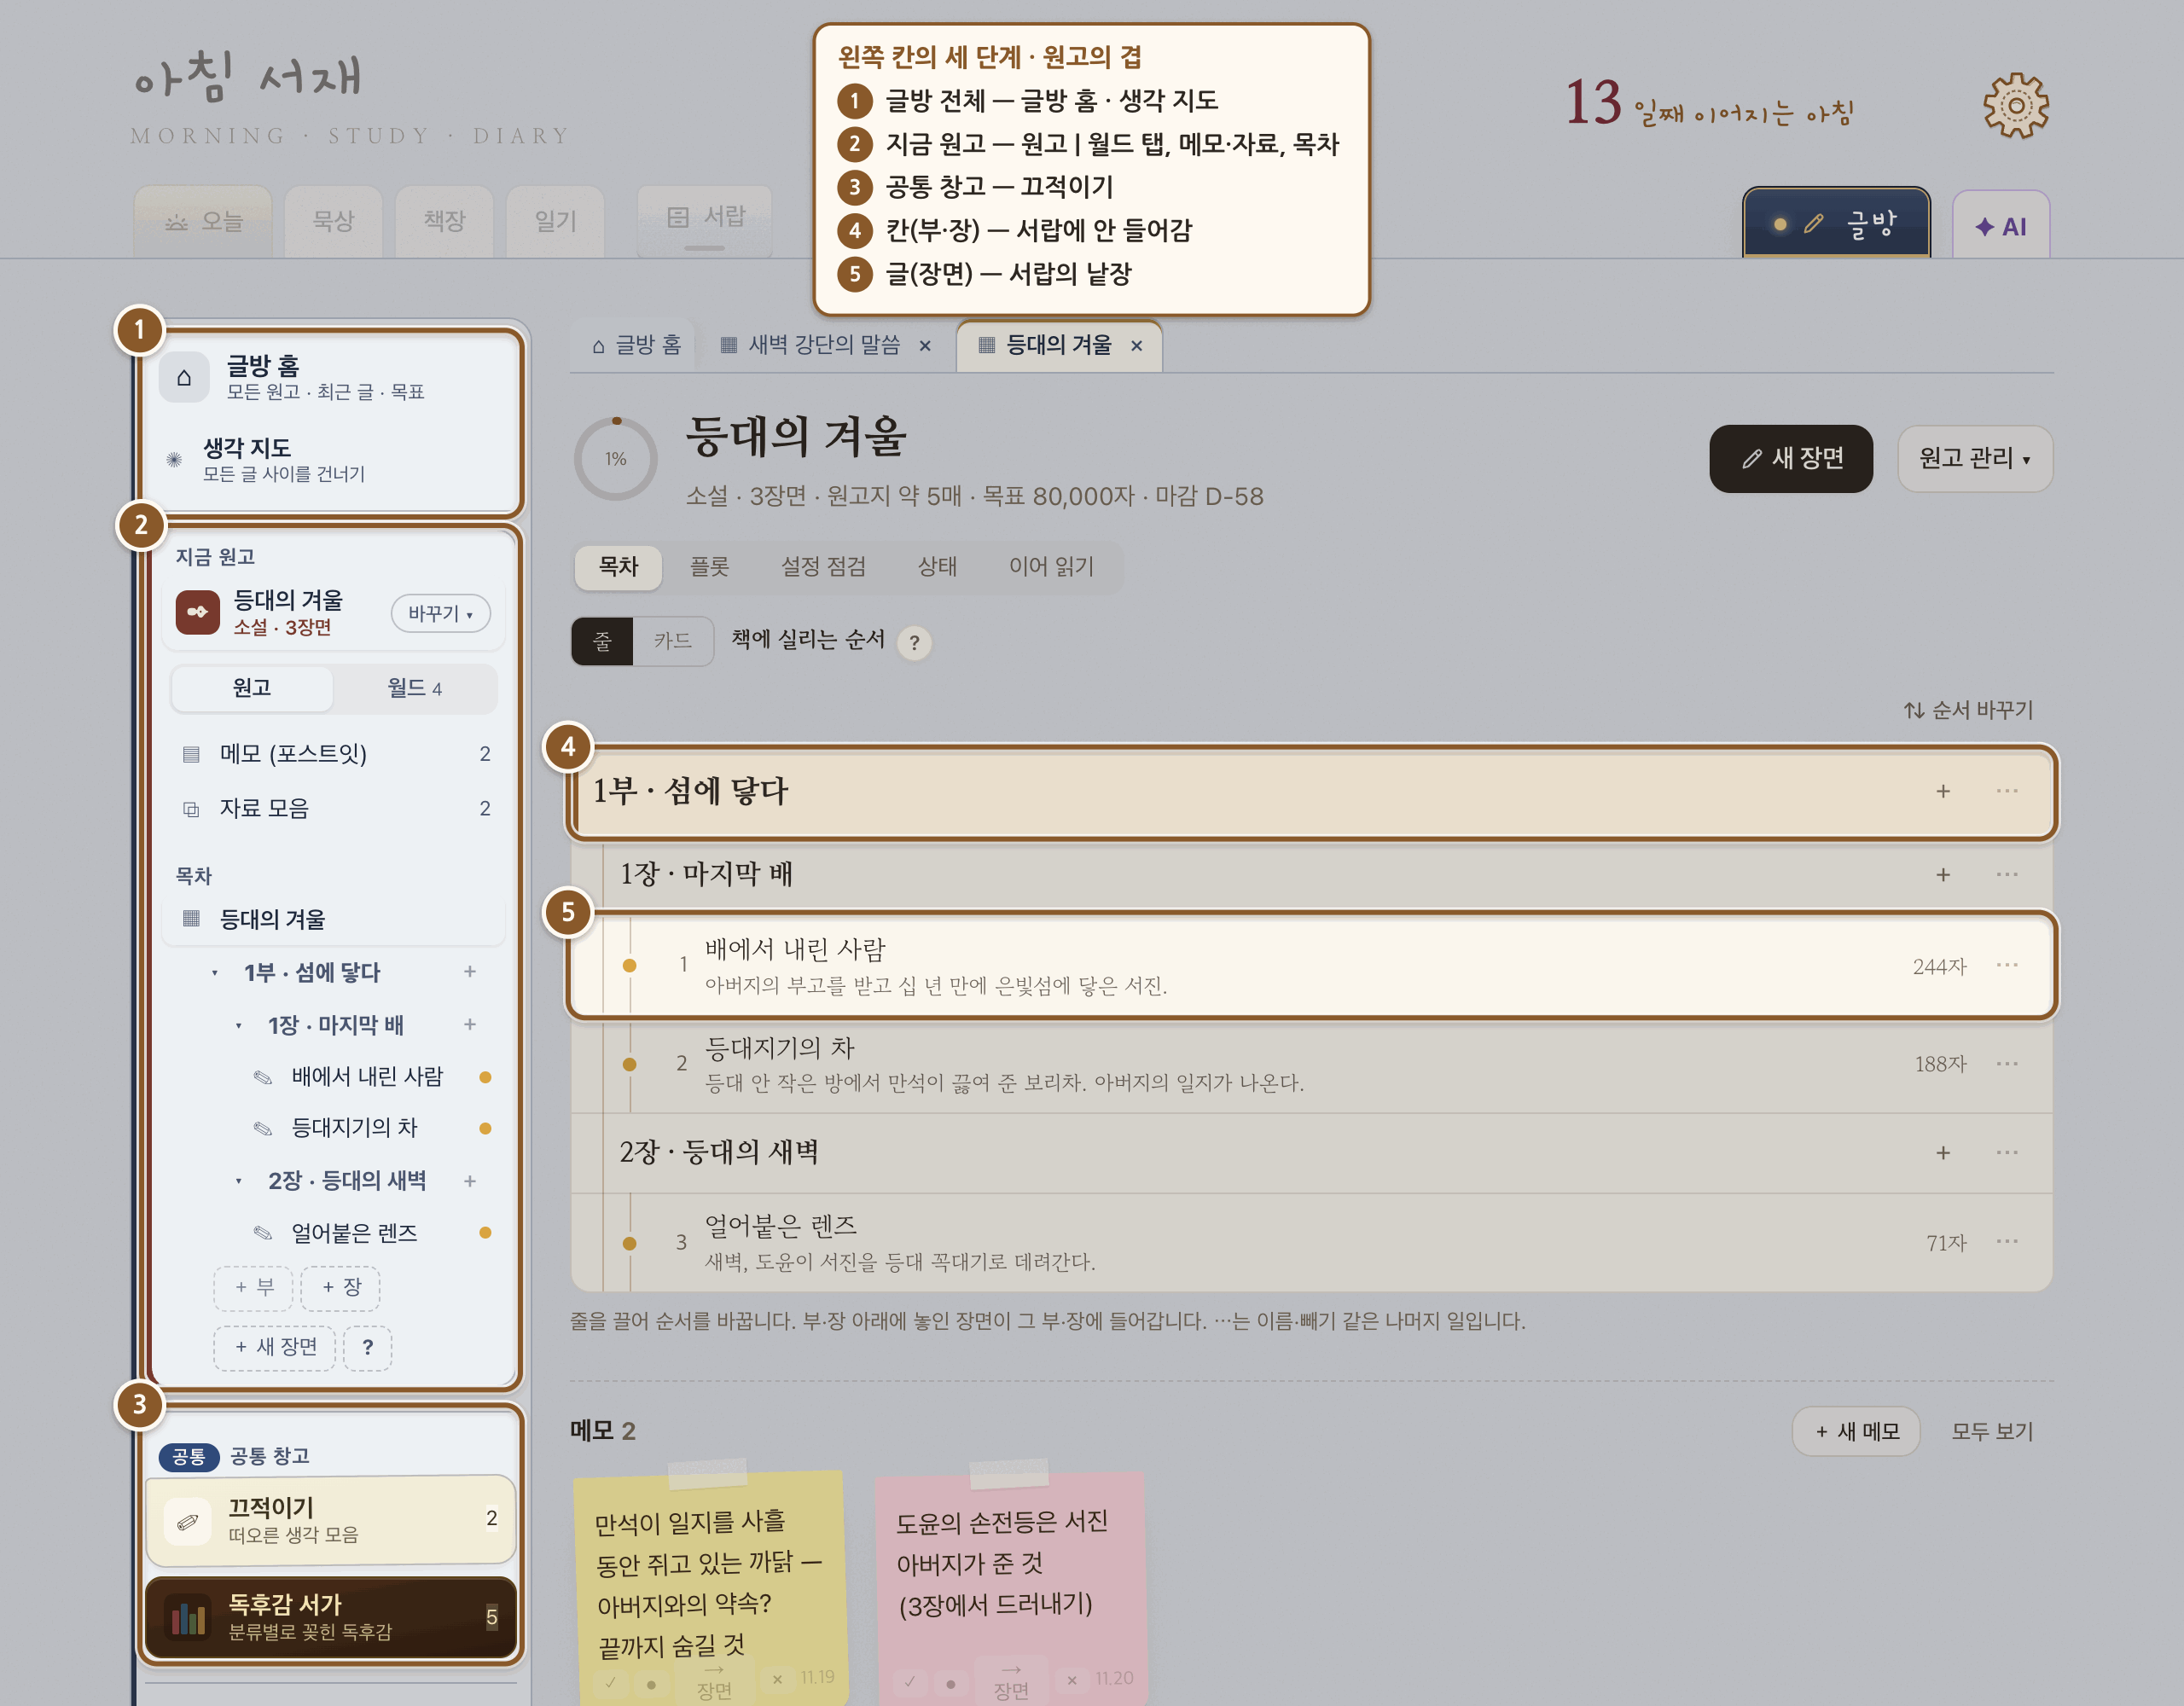 아침 서재
MORNING · STUDY · DIARY
왼쪽 칸의 세 단계 · 원고의 겹
1 글방 전체 — 글방 홈 · 생각 지도
2 지금 원고 — 원고 | 월드 탭, 메모·자료, 목차
3 공통 창고 — 끄적이기
4 칸(부·장) — 서랍에 안 들어감
5 글(장면) — 서랍의 낱장
13 일째 이어지는 아침
오늘
묵상
책장
일기
서랍
글방
AI
1
글방 홈
모든 원고 · 최근 글 · 목표
생각 지도
모든 글 사이를 건너기
2
지금 원고
등대의 겨울
소설 · 3장면
바꾸기 ▾
원고
월드 4
메모 (포스트잇) 2
자료 모음 2
목차
등대의 겨울
1부 · 섬에 닿다 +
1장 · 마지막 배 +
배에서 내린 사람
등대지기의 차
2장 · 등대의 새벽 +
얼어붙은 렌즈
+ 부
+ 장
+ 새 장면
?
3
공통 공통 창고
끄적이기 2
떠오른 생각 모음
독후감 서가 5
분류별로 꽂힌 독후감
글방 홈
새벽 강단의 말씀 ×
등대의 겨울 ×
1%
등대의 겨울
소설 · 3장면 · 원고지 약 5매 · 목표 80,000자 · 마감 D-58
새 장면
원고 관리 ▾
목차
플롯
설정 점검
상태
이어 읽기
줄
카드
책에 실리는 순서 ?
↑↓ 순서 바꾸기
4
1부 · 섬에 닿다 + ···
1장 · 마지막 배 + ···
5
1 배에서 내린 사람 244자 ···
아버지의 부고를 받고 십 년 만에 은빛섬에 닿은 서진.
2 등대지기의 차 188자 ···
등대 안 작은 방에서 만석이 끓여 준 보리차. 아버지의 일지가 나온다.
2장 · 등대의 새벽 + ···
3 얼어붙은 렌즈 71자 ···
새벽, 도윤이 서진을 등대 꼭대기로 데려간다.
줄을 끌어 순서를 바꿉니다. 부·장 아래에 놓인 장면이 그 부·장에 들어갑니다. ···는 이름·빼기 같은 나머지 일입니다.
메모 2
+ 새 메모
모두 보기
만석이 일지를 사흘
동안 쥐고 있는 까닭 —
아버지와의 약속?
끝까지 숨길 것
✓ ● → 장면 × 11.19
도윤의 손전등은 서진
아버지가 준 것
(3장에서 드러내기)
✓ ● → 장면 × 11.20